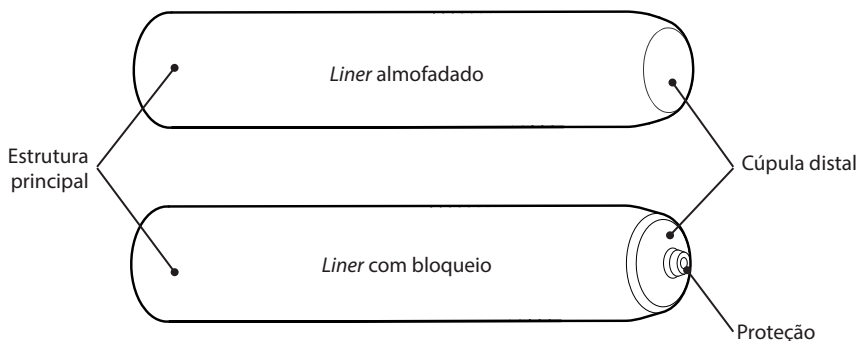 Liner almofadado
Estrutura
principal
Cúpula distal
Liner com bloqueio
Proteção